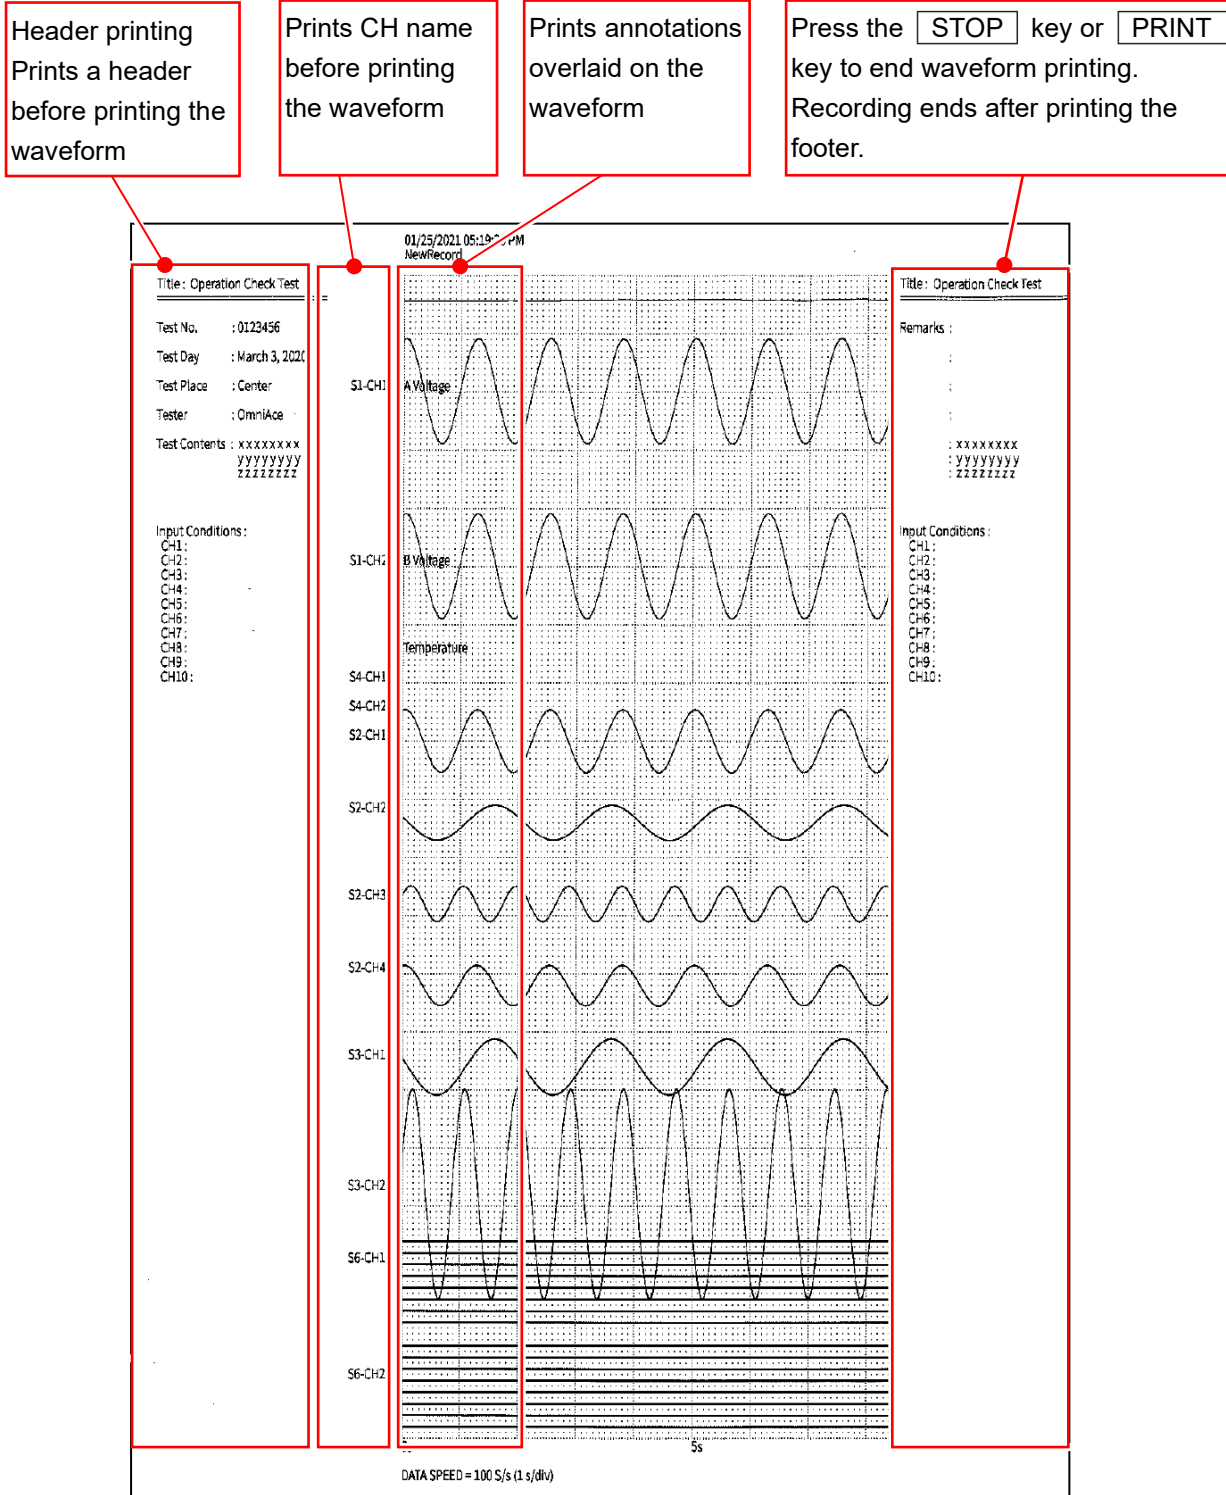 Header printing
Prints a header
before printing the
waveform
Prints CH name
before printing
the waveform
Prints annotations
overlaid on the
waveform
Press the STOP key or PRINT
key to end waveform printing.
Recording ends after printing the
footer.
01/25/2021 PM
NewRecord
Title : Operation Check Test
Test No. : 0123456
Test Day : March 3, 2020
Test Place : Center
Tester : OmniAce
Test Contents : xxxxxxxx
yyyyyyyy
zzzzzzzz
Input Conditions :
CH1 :
CH2 :
CH3 :
CH4 :
CH5 :
CH6 :
CH7 :
CH8 :
CH9 :
CH10 :
S1-CH1
S1-CH2
S4-CH1
S4-CH2
S2-CH1
S2-CH2
S2-CH3
S2-CH4
S3-CH1
S3-CH2
S6-CH1
S6-CH2
A Voltage
B Voltage
Temperature
5s
DATA SPEED = 100 S/s (1 s/div)
Title : Operation Check Test
Remarks :
:
:
:
: xxxxxxxx
: yyyyyyyy
: zzzzzzzz
Input Conditions :
CH1 :
CH2 :
CH3 :
CH4 :
CH5 :
CH6 :
CH7 :
CH8 :
CH9 :
CH10 :